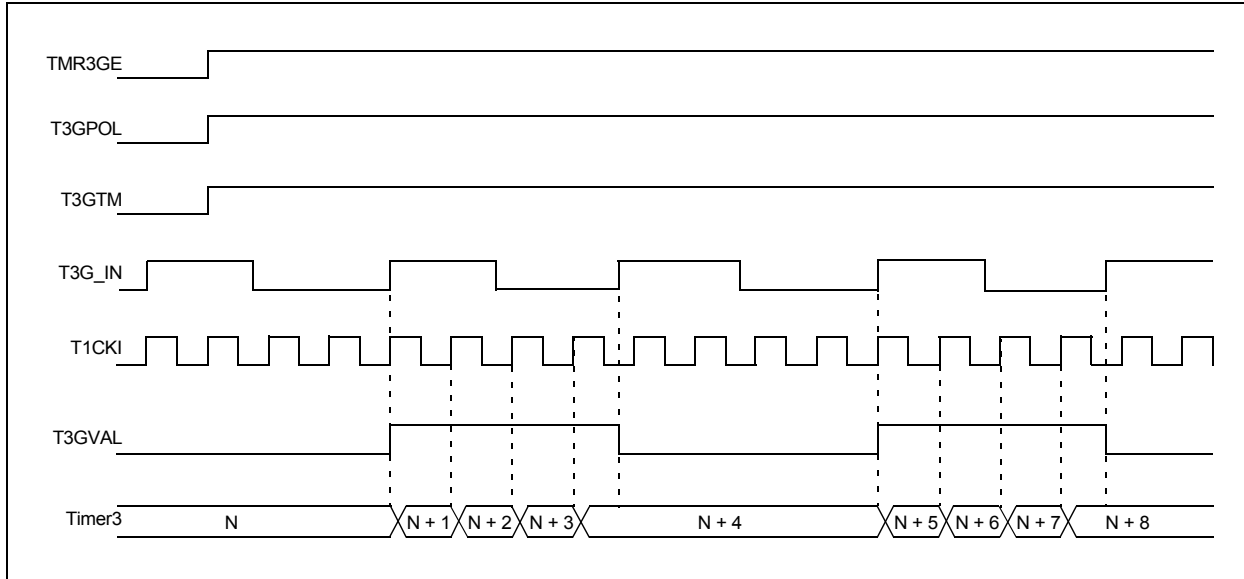 TMR3GE
T3GPOL
T3GTM
T3G_IN
T1CKI
T3GVAL
Timer3 N N + 1 N + 2 N + 3 N + 4 N + 5 N + 6 N + 7 N + 8